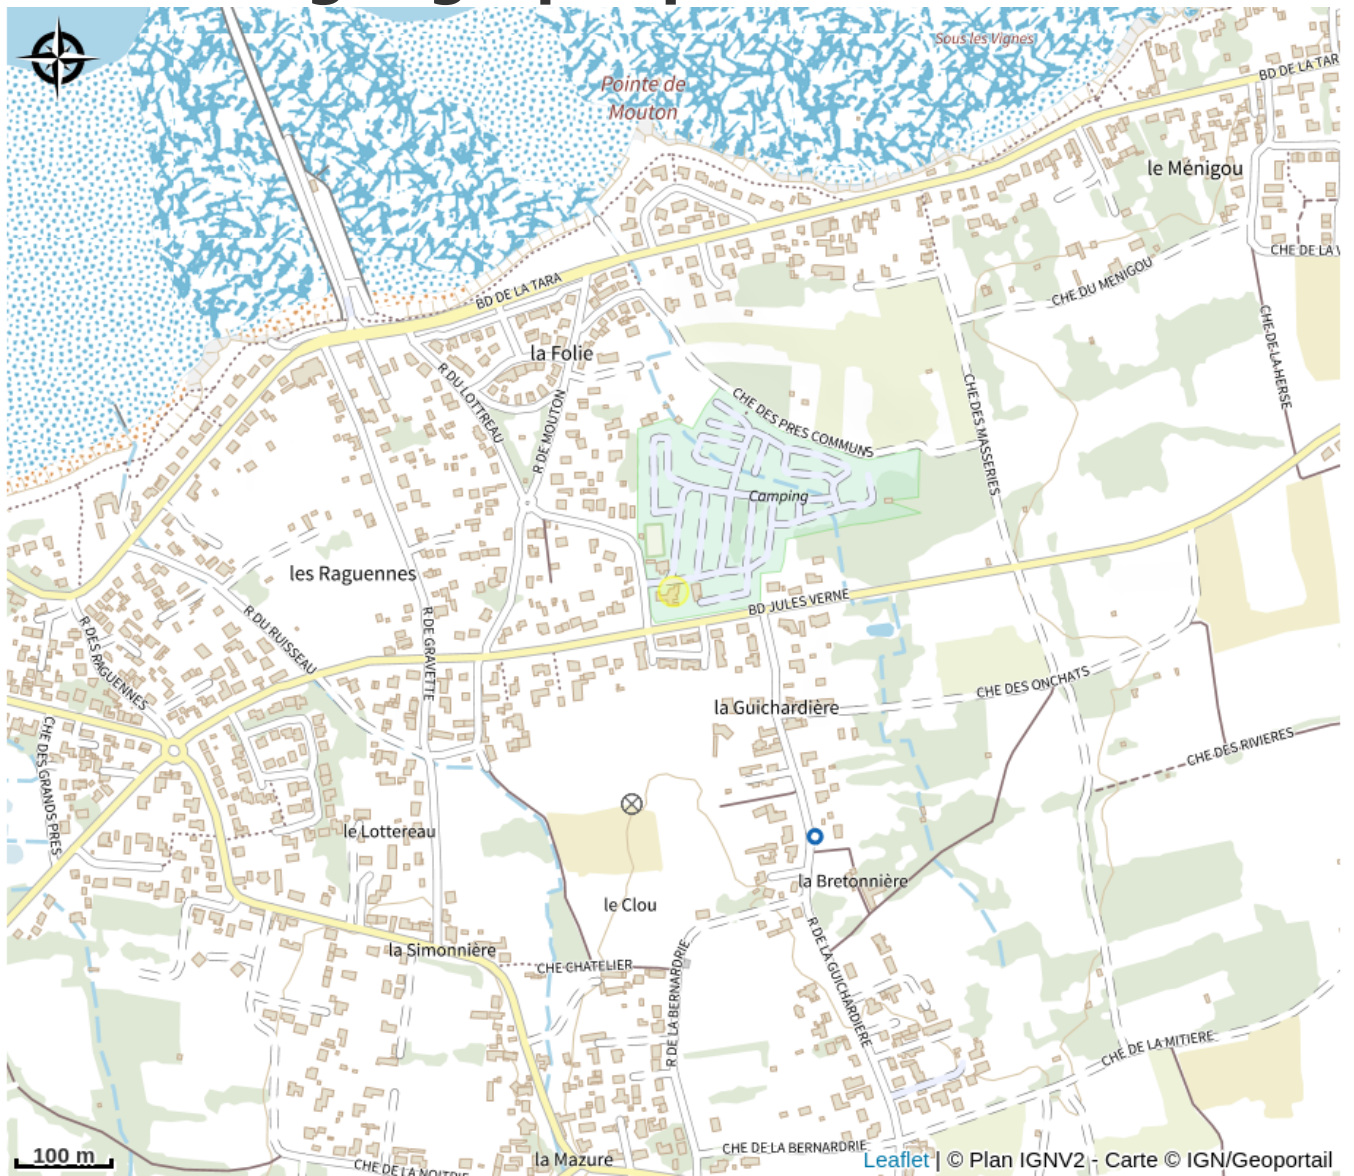 Sous les Vignes
Pointe de
Mouton
BD DE LA TAR
le Ménigou
CHE DE LA V
CHE DU MENIGOU
BD DE LA TARA
CHE DE LA HERSE
la Folie
R DU LOTTREAU
R DE MOUTON
CHE DES PRES COMMUNS
CHE DES MASSERIES
Camping
les Raguennes
R DU RUISSEAU
R DE GRAVETTE
BD JULES VERNE
R DES RAGUENNES
CHE DES ONCHATS
la Guichardière
CHE DES GRANDS PRES
CHE DES RIVIERES
le Lottereau
la Bretonnière
le Clou
la Simonnière
CHE CHATELIER
R DE LA BERNARDRIE
R DE LA GUICHARDIERE
CHE DE LA MITIERE
100 m
la Mazure
CHE DE LA BERNARDRIE
CHE DE LA NOITRIE
Leaflet | © Plan IGNV2 - Carte © IGN/Geoportail